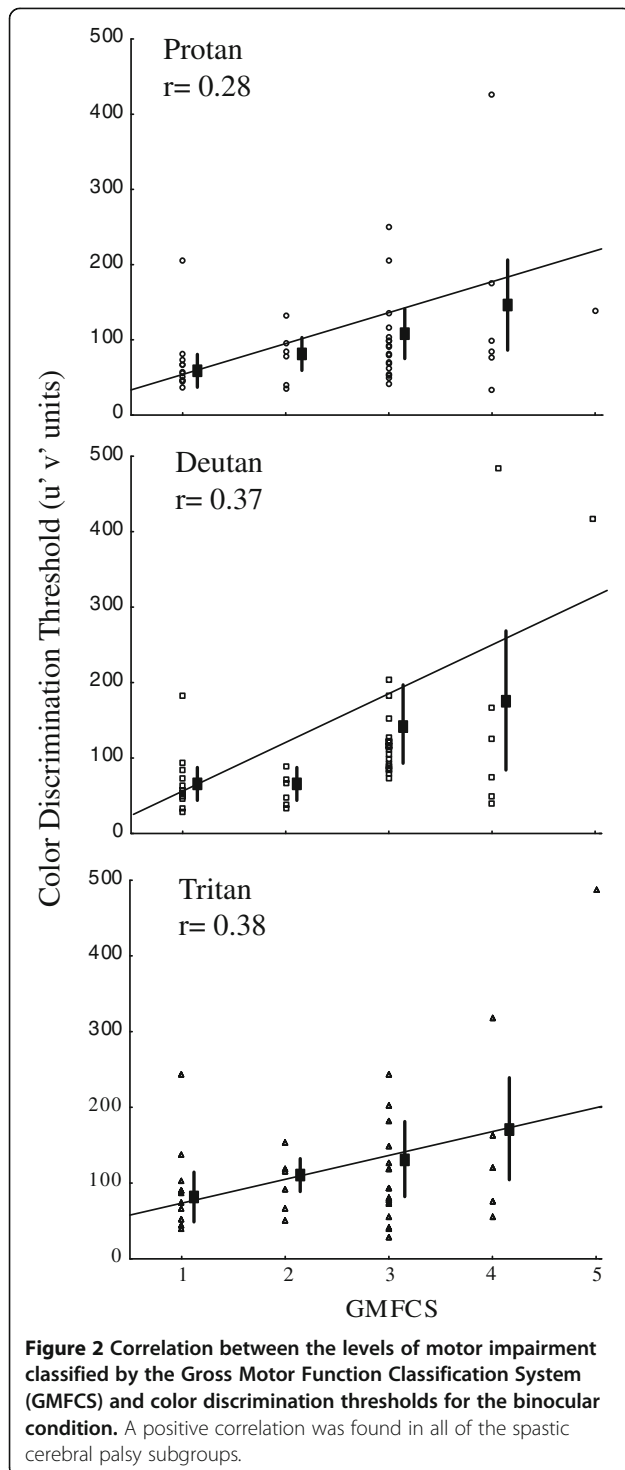 500
Protan
r= 0.28
400
300
200
100
0
500
Deutan
r= 0.37
400
300
200
100
0
Color Discrimination Threshold (u' v' units)
500
Tritan
r= 0.38
400
300
200
100
0
1 2 3 4 5
GMFCS
Figure 2 Correlation between the levels of motor impairment
classified by the Gross Motor Function Classification System
(GMFCS) and color discrimination thresholds for the binocular
condition. A positive correlation was found in all of the spastic
cerebral palsy subgroups.